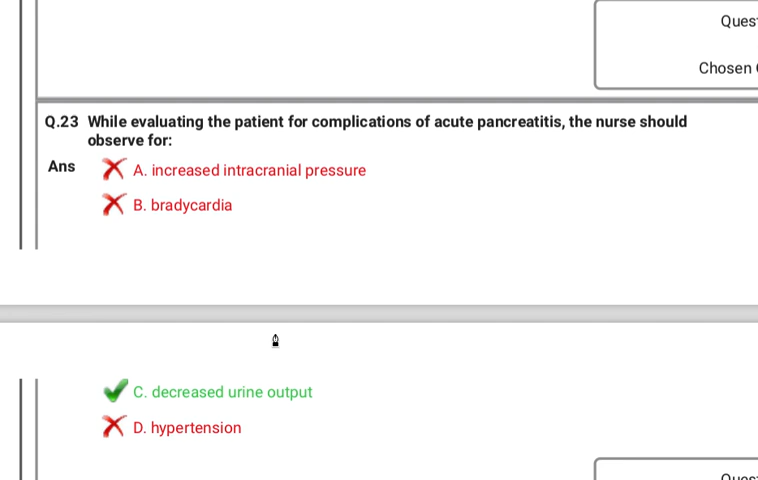 Chosen
Q.23 While evaluating the patient for complications of acute pancreatitis, the nurse should
observe for:
Ans A. increased intracranial pressure
B. bradycardia
C. decreased urine output
D. hypertension